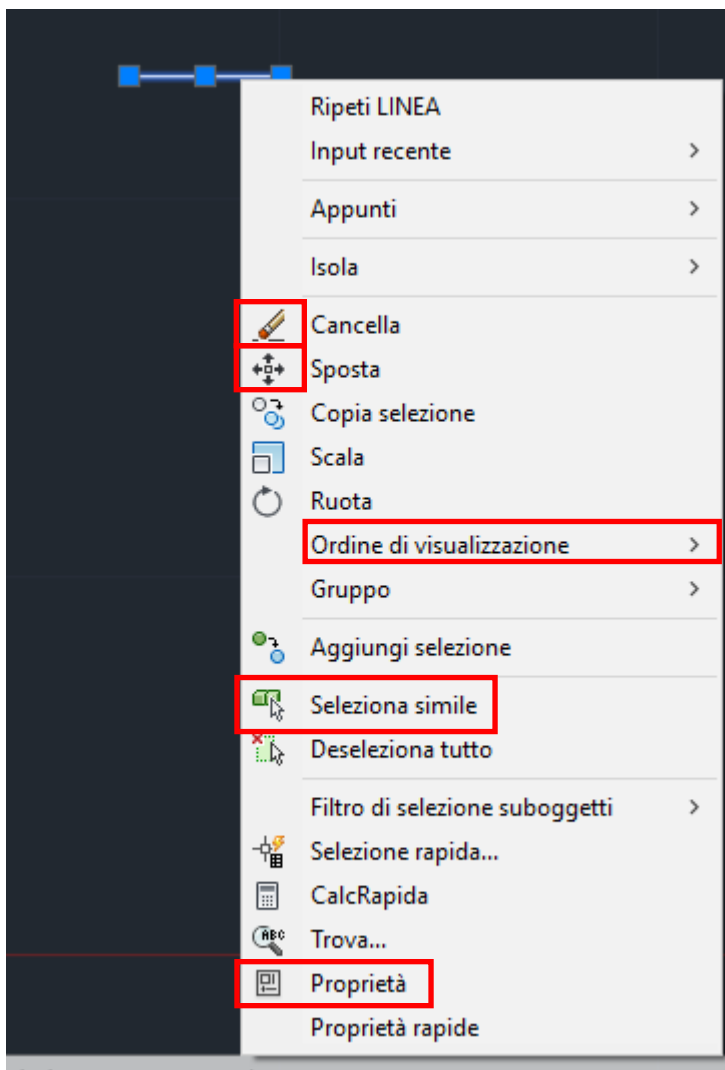 Ripeti LINEA
Input recente
Appunti
Isola
Cancella
Sposta
Copia selezione
Scala
Ruota
Ordine di visualizzazione
Gruppo
Aggiungi selezione
Seleziona simile
Deseleziona tutto
Filtro di selezione suboggetti
Selezione rapida...
CalcRapida
ABC
Trova...
Proprietà
Proprietà rapide